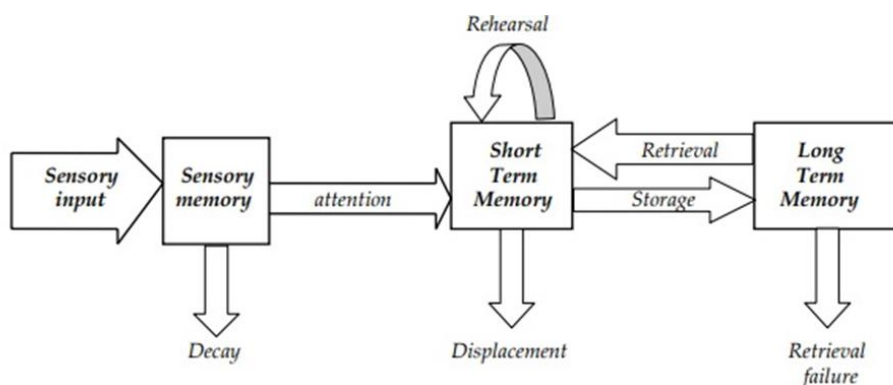 Rehearsal
Sensory
input
Sensory
memory
attention
Short
Term
Memory
Retrieval
Storage
Long
Term
Memory
Decay
Displacement
Retrieval
failure